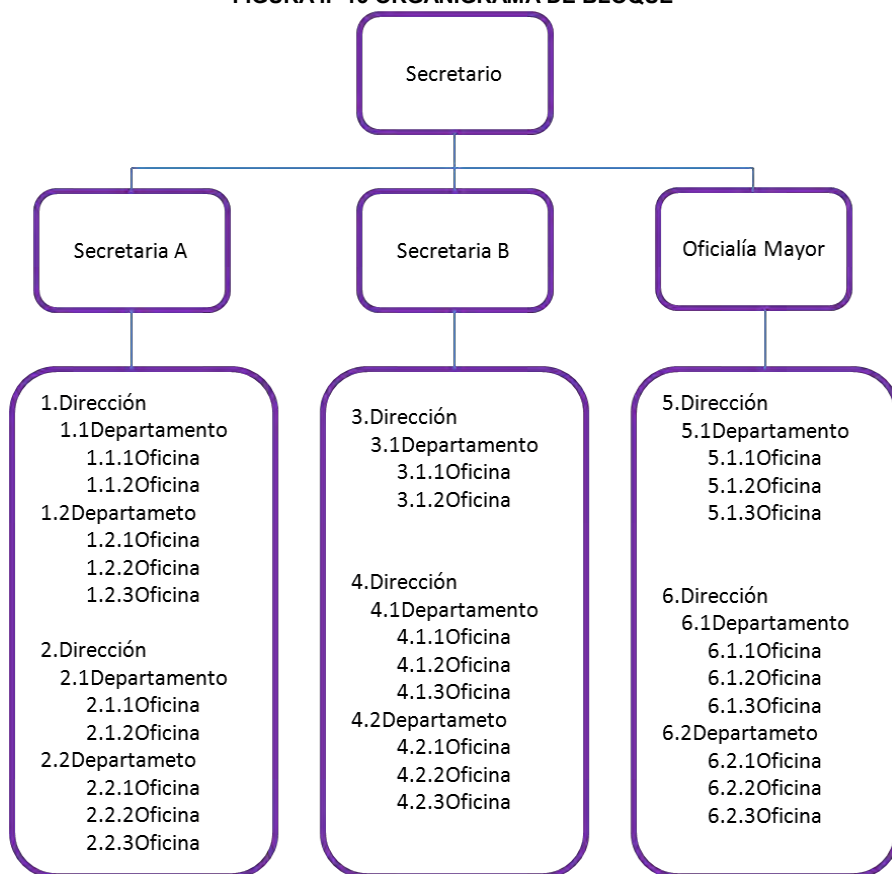 FIGURA II-10 ORGANIGRAMA DE BLOQUE
Secretario
Secretaria A
Secretaria B
Oficialía Mayor
1.Dirección
1.1Departamento
1.1.1Oficina
1.1.2Oficina
1.2Departameto
1.2.1Oficina
1.2.2Oficina
1.2.3Oficina
2.Dirección
2.1Departamento
2.1.1Oficina
2.1.2Oficina
2.2Departameto
2.2.1Oficina
2.2.2Oficina
2.2.3Oficina
3.Dirección
3.1Departamento
3.1.1Oficina
3.1.2Oficina
4.Dirección
4.1Departamento
4.1.1Oficina
4.1.2Oficina
4.1.3Oficina
4.2Departameto
4.2.1Oficina
4.2.2Oficina
4.2.3Oficina
5.Dirección
5.1Departamento
5.1.1Oficina
5.1.2Oficina
5.1.3Oficina
6.Dirección
6.1Departamento
6.1.1Oficina
6.1.2Oficina
6.1.3Oficina
6.2Departameto
6.2.1Oficina
6.2.2Oficina
6.2.3Oficina